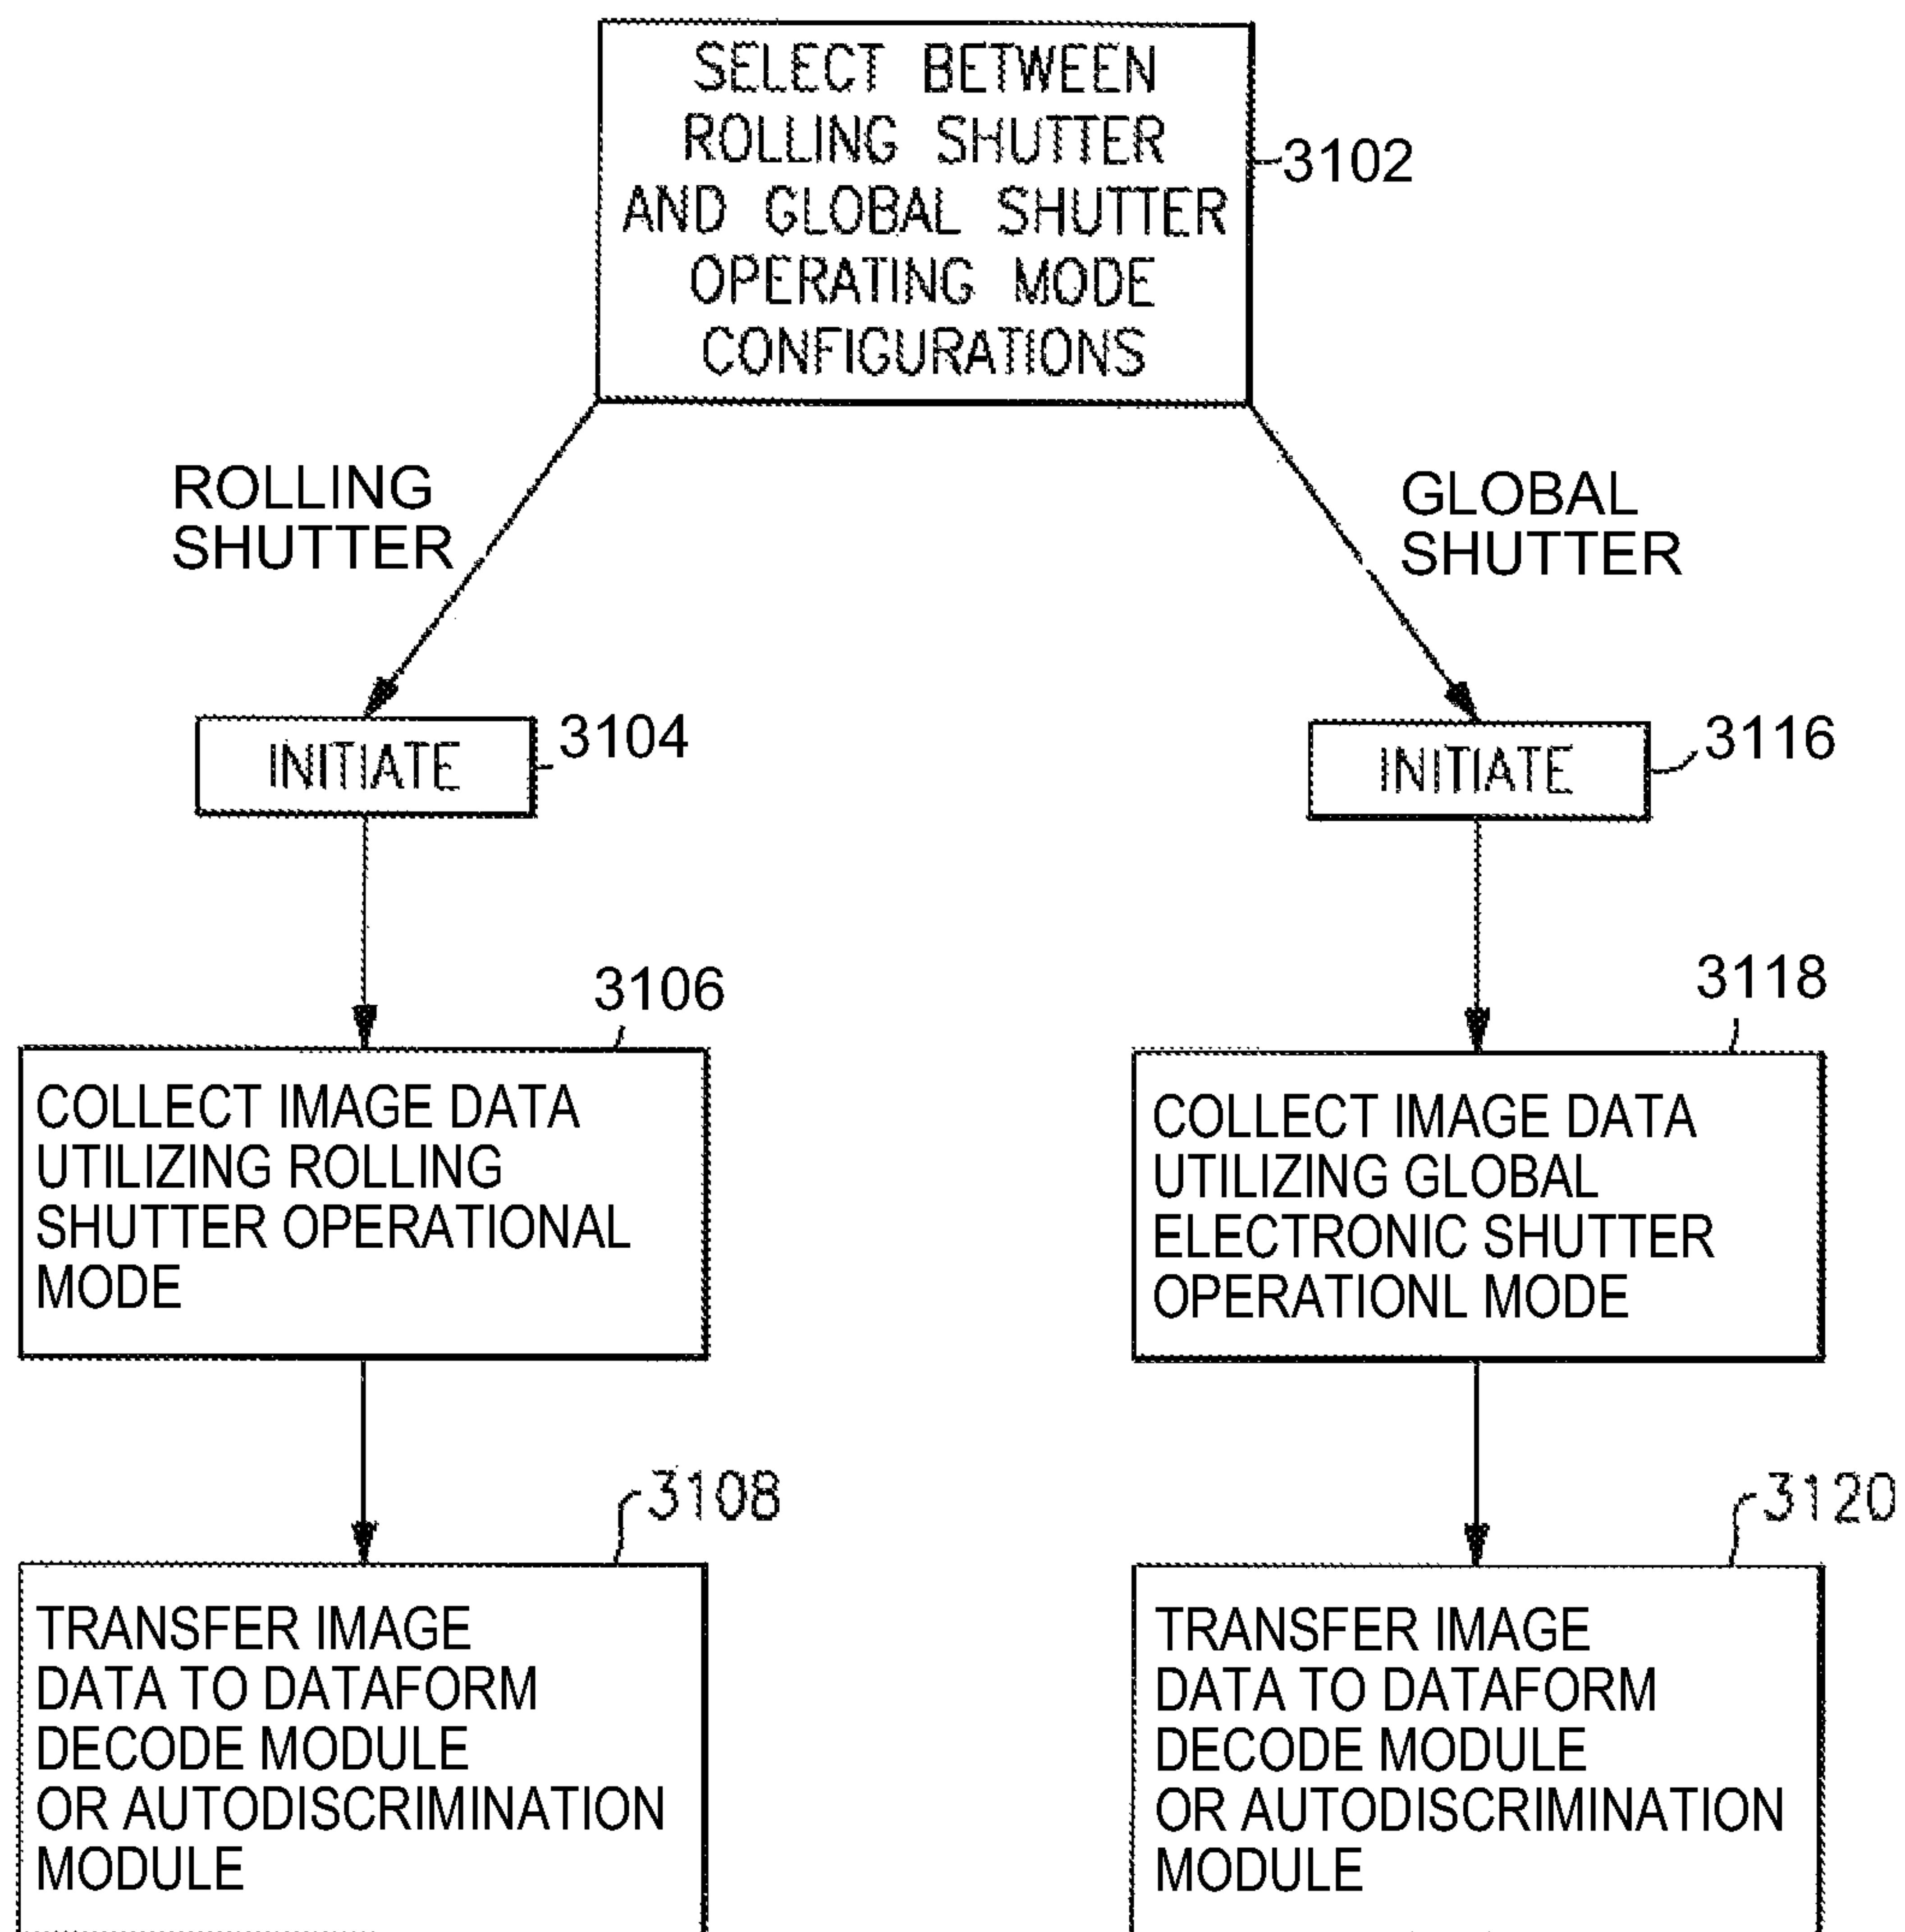 SELECT BETWEEN
ROLLING SHUTTER
AND GLOBAL SHUTTER
OPERATING MODE
CONFIGURATIONS
3102
ROLLING
SHUTTER
GLOBAL
SHUTTER
INITIATE
3104
INITIATE
3116
3106
COLLECT IMAGE DATA
UTILIZING ROLLING
SHUTTER OPERATIONAL
MODE
3118
COLLECT IMAGE DATA
UTILIZING GLOBAL
ELECTRONIC SHUTTER
OPERATIONL MODE
3108
TRANSFER IMAGE
DATA TO DATAFORM
DECODE MODULE
OR AUTODISCRIMINATION
MODULE
3120
TRANSFER IMAGE
DATA TO DATAFORM
DECODE MODULE
OR AUTODISCRIMINATION
MODULE